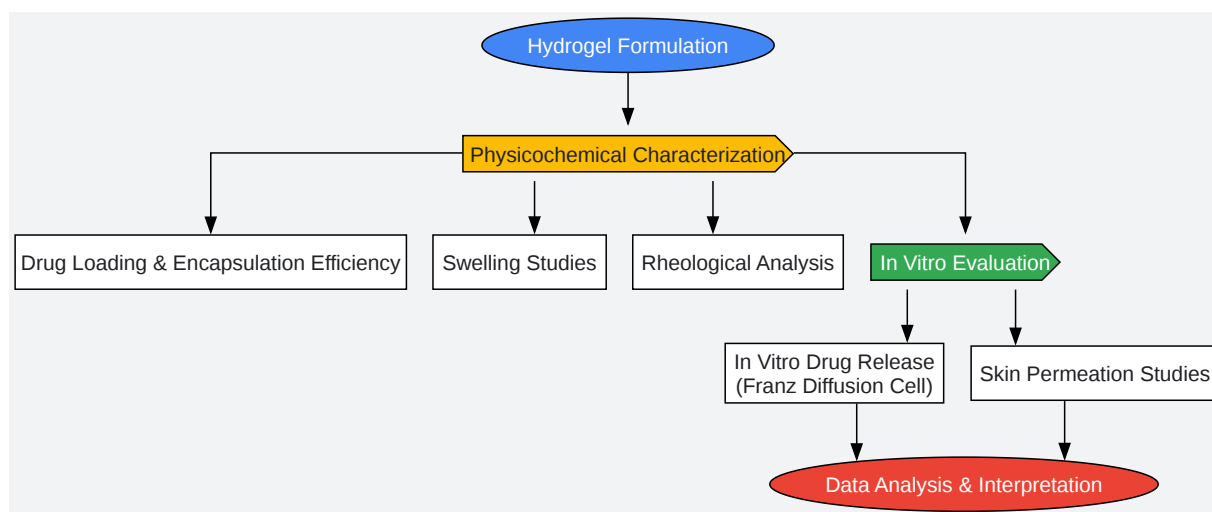 Hydrogel Formulation
Physicochemical Characterization
Drug Loading & Encapsulation Efficiency
Swelling Studies
Rheological Analysis
In Vitro Evaluation
In Vitro Drug Release
(Franz Diffusion Cell)
Skin Permeation Studies
Data Analysis & Interpretation